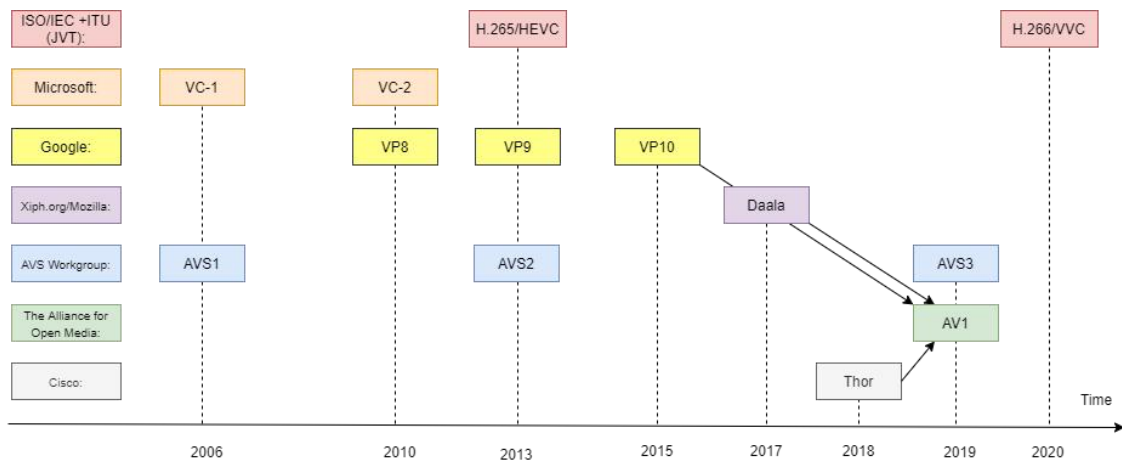 ISO/IEC +ITU
(JVT):
H.265/HEVC
H.266/VVC
Microsoft:
VC-1
VC-2
Google:
VP8
VP9
VP10
Xiph.org/Mozilla:
Daala
AVS Workgroup:
AVS1
AVS2
AVS3
The Alliance for
Open Media:
AV1
Cisco:
Thor
Time
2006
2010
2013
2015
2017
2018
2019
2020